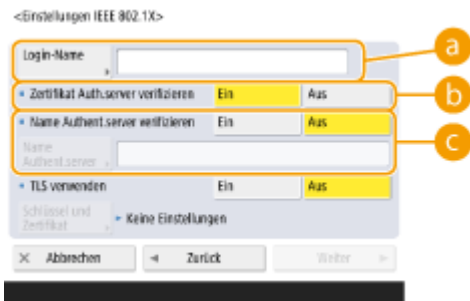 <Einstellungen IEEE 802.1X>
Login-Name
a
Zertifikat Auth.server verifizieren Ein Aus
b
Name Authent.server verifizieren Ein Aus
Name
Authent.server
c
TLS verwenden Ein Aus
Schlüssel und
Zertifikat
Keine Einstellungen
Abbrechen Zurück Weiter